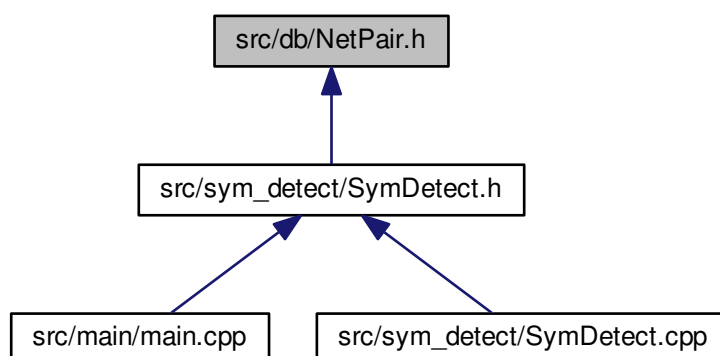 src/db/NetPair.h
src/sym_detect/SymDetect.h
src/main/main.cpp
src/sym_detect/SymDetect.cpp